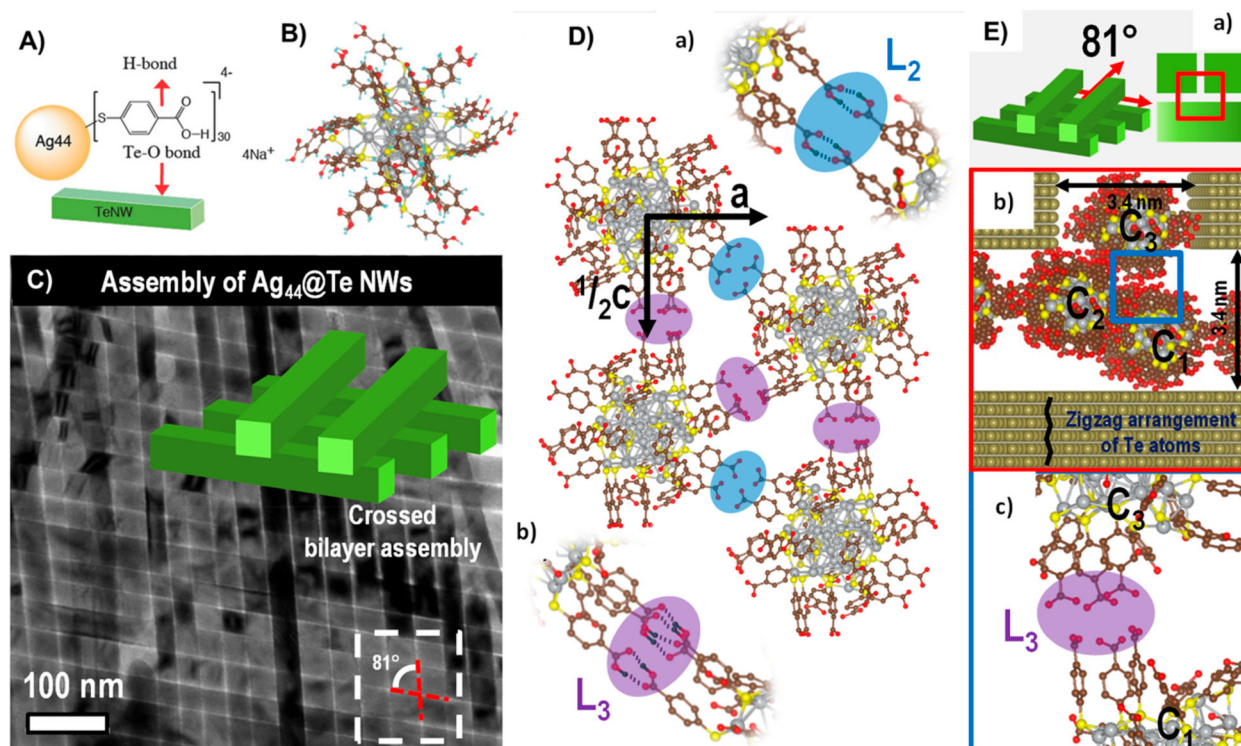 A)
H-bond
4-
Ag44
S
O
O
H
30
Te-O bond
4Na⁺
TeNW
B)
C) Assembly of Ag₄₄@Te NWs
Crossed
bilayer assembly
81°
100 nm
D)
a)
L₂
a
¹/₂c
b)
L₃
E)
81°
a)
b)
3.4 nm
C₃
C₂
C₁
3.4 nm
Zigzag arrangement
of Te atoms
c)
C₃
L₃
C₁